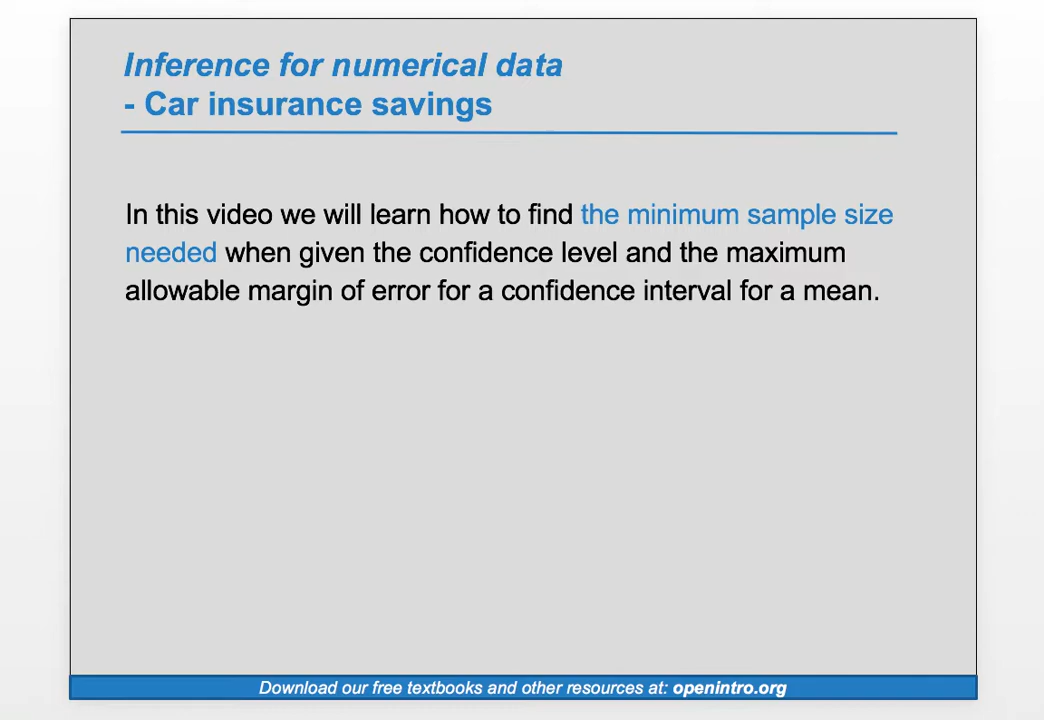 Inference for numerical data
- Car insurance savings
In this video we will learn how to find the minimum sample size
needed when given the confidence level and the maximum
allowable margin of error for a confidence interval for a mean.
Download our free textbooks and other resources at: openintro.org